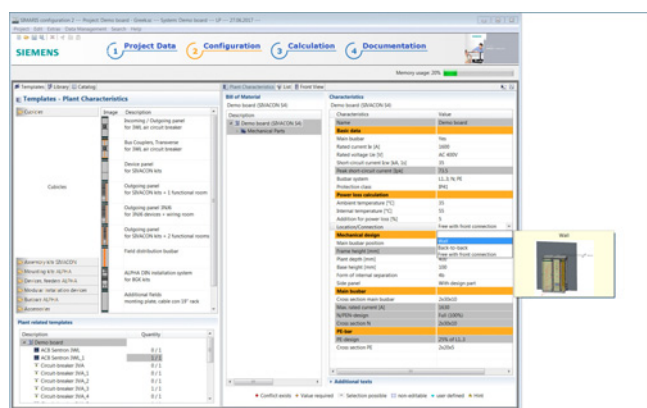 SIMARIS configuration 2 — Project: Demo board - Greetsoe — System: Demo board — LP — 27.06.2017 —
Project Edit Extras Data Management Search Help
SIEMENS
1 Project Data
2 Configuration
3 Calculation
4 Documentation
Memory usage: 20%
Templates Library Catalog
Templates - Plant Characteristics
Cubicles
Image Description
Incoming / Outgoing panel
for 3WL air circuit breaker
Bus Couplers, Transverse
for 3WL air circuit breaker
Device panel
for SIVACON kits
Outgoing panel
for SIVACON kits + 1 functional room
Outgoing panel 3NJ6
for 3NJ6 devices + wiring room
Outgoing panel
for SIVACON kits + 2 functional rooms
Field distribution busbar
ALPHA DIN installation system
for BGK kits
Additional fields
monting plate, cable con 19" rack
Assembly kits SIVACON
Mounting kits ALPHA
Devices, feeders ALPHA
Modular installation devices
Busbars ALPHA
Accessories
Plant related templates
Description Quantity
Demo board
ACB Sentron 3WL 0 / 1
ACB Sentron 3WL_1 1 / 1
Circuit-breaker 3VA 0 / 1
Circuit-breaker 3VA_1 0 / 1
Circuit-breaker 3VA_2 0 / 1
Circuit-breaker 3VA_3 1 / 1
Circuit-breaker 3VA_4 0 / 1
Plant Characteristics List Front View
Bill of Material
Demo board (SIVACON S4)
Description
Demo board (SIVACON S4)
Mechanical Parts
Characteristics
Demo board (SIVACON S4)
Characteristics Value
Name Demo board
Basic data
Main busbar Yes
Rated current Ie [A] 1600
Rated voltage Ue [V] AC 400V
Short-circuit current Icw [kA, 1s] 35
Peak short-circuit current [Ipk] 73.5
Busbar system L1..3; N; PE
Protection class IP41
Power loss calculation
Ambient temperature [°C] 35
Internal temperature [°C] 55
Addition for power loss [%] 5
Location/Connection Free with front connection
Wall
Back-to-back
Free with front connection
Mechanical design
Main busbar position
Frame height [mm]
Plant depth [mm] 400
Base height [mm] 100
Form of internal separation 4b
Side panel With design part
Main busbar
Cross section main busbar 2x30x10
Max. rated current [A] 1630
N/PEN design Full (100%)
Cross section N 2x30x10
PE-bar
PE design 25% of L1..3
Cross section PE 2x20x5
Wall
Additional texts
Conflict exists Value required Selection possible non-editable user defined Hint